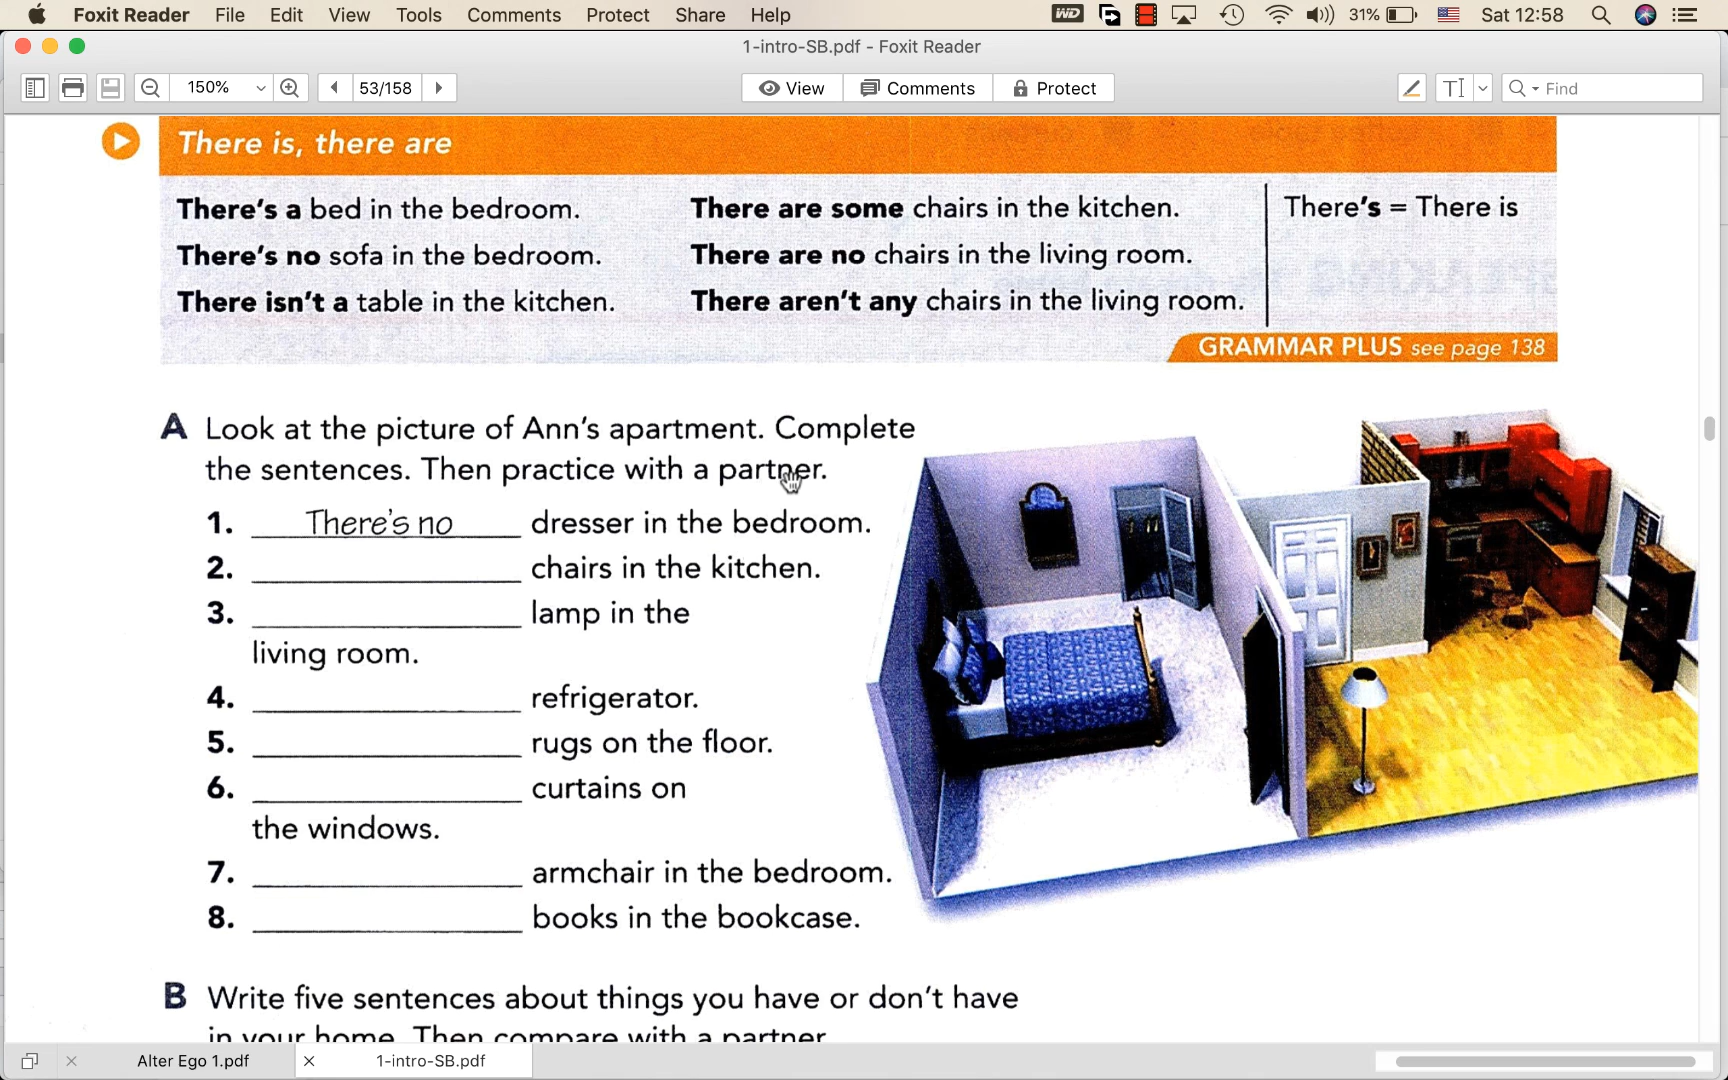 Foxit Reader File Edit View Tools Comments Protect Share Help WD 31% Sat 12:58
1-intro-SB.pdf - Foxit Reader
150% 53/158 View Comments Protect TI Find
There is, there are
There's a bed in the bedroom. There are some chairs in the kitchen. There's = There is
There's no sofa in the bedroom. There are no chairs in the living room.
There isn't a table in the kitchen. There aren't any chairs in the living room.
GRAMMAR PLUS see page 138
A Look at the picture of Ann's apartment. Complete
the sentences. Then practice with a partner.
1. There's no dresser in the bedroom.
2. chairs in the kitchen.
3. lamp in the
living room.
4. refrigerator.
5. rugs on the floor.
6. curtains on
the windows.
7. armchair in the bedroom.
8. books in the bookcase.
B Write five sentences about things you have or don't have
in your home. Then compare with a partner
Alter Ego 1.pdf 1-intro-SB.pdf